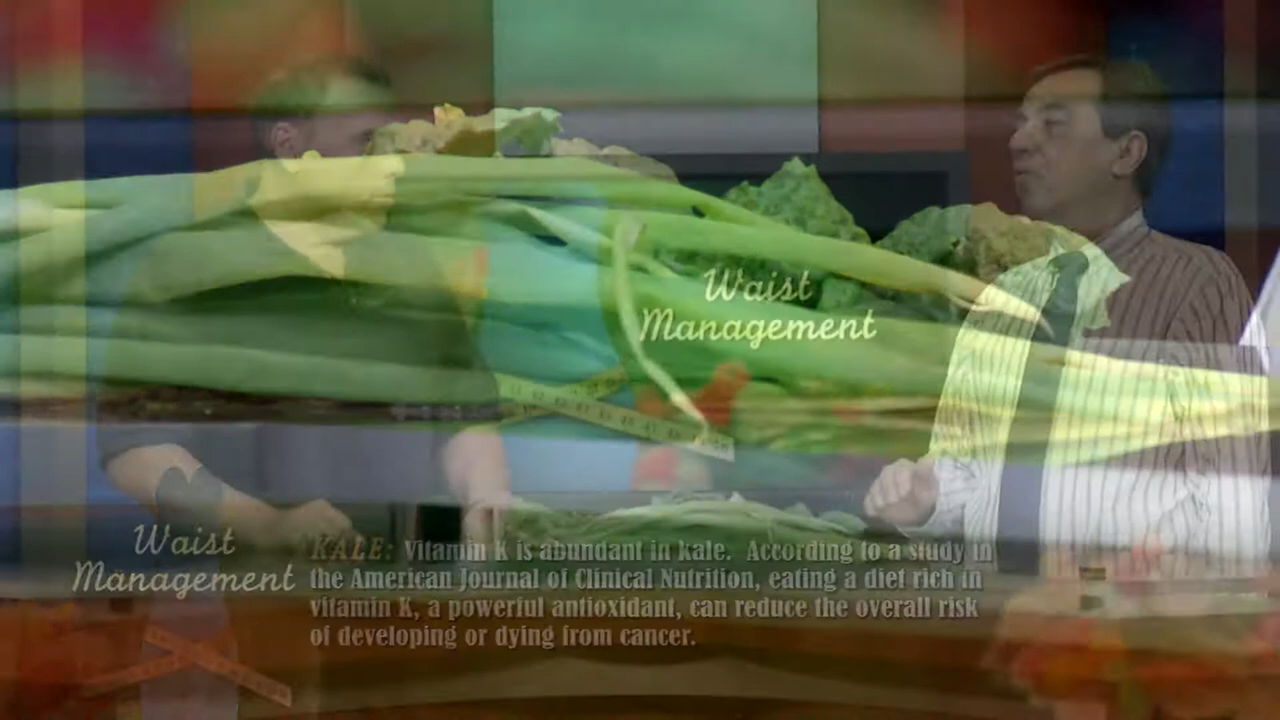 Waist
Management
Waist
Management
KALE: Vitamin K is abundant in kale. According to a study in
the American Journal of Clinical Nutrition, eating a diet rich in
vitamin K, a powerful antioxidant, can reduce the overall risk
of developing or dying from cancer.